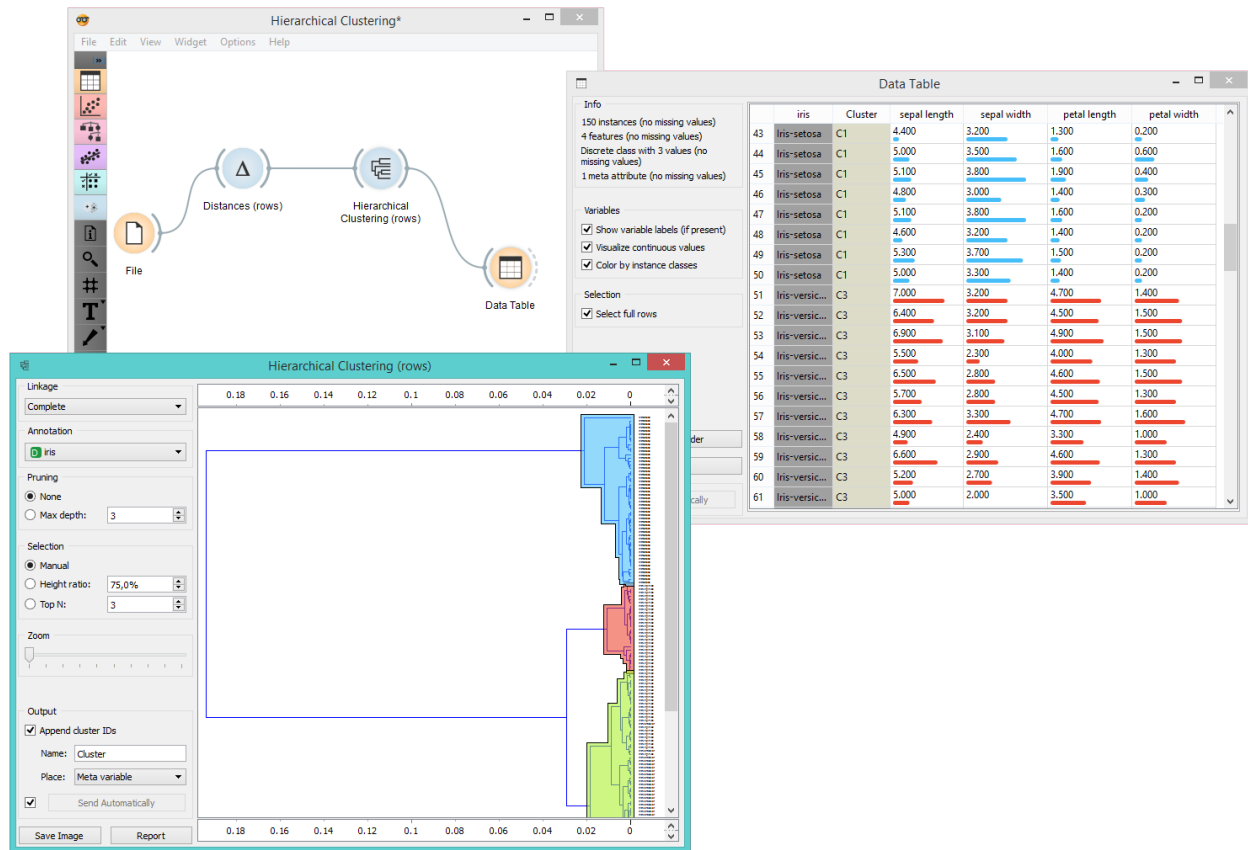 Hierarchical Clustering*
File Edit View Widget Options Help
File
Distances (rows)
Hierarchical
Clustering (rows)
Data Table
Data Table
Info
150 instances (no missing values)
4 features (no missing values)
Discrete class with 3 values (no
missing values)
1 meta attribute (no missing values)
Variables
Show variable labels (if present)
Visualize continuous values
Color by instance classes
Selection
Select full rows
der
cally
iris Cluster sepal length sepal width petal length petal width
43 Iris-setosa C1 4.400 3.200 1.300 0.200
44 Iris-setosa C1 5.000 3.500 1.600 0.600
45 Iris-setosa C1 5.100 3.800 1.900 0.400
46 Iris-setosa C1 4.800 3.000 1.400 0.300
47 Iris-setosa C1 5.100 3.800 1.600 0.200
48 Iris-setosa C1 4.600 3.200 1.400 0.200
49 Iris-setosa C1 5.300 3.700 1.500 0.200
50 Iris-setosa C1 5.000 3.300 1.400 0.200
51 Iris-versic... C3 7.000 3.200 4.700 1.400
52 Iris-versic... C3 6.400 3.200 4.500 1.500
53 Iris-versic... C3 6.900 3.100 4.900 1.500
54 Iris-versic... C3 5.500 2.300 4.000 1.300
55 Iris-versic... C3 6.500 2.800 4.600 1.500
56 Iris-versic... C3 5.700 2.800 4.500 1.300
57 Iris-versic... C3 6.300 3.300 4.700 1.600
58 Iris-versic... C3 4.900 2.400 3.300 1.000
59 Iris-versic... C3 6.600 2.900 4.600 1.300
60 Iris-versic... C3 5.200 2.700 3.900 1.400
61 Iris-versic... C3 5.000 2.000 3.500 1.000
Hierarchical Clustering (rows)
Linkage
Complete
Annotation
D iris
Pruning
None
Max depth: 3
Selection
Manual
Height ratio: 75,0%
Top N: 3
Zoom
Output
Append cluster IDs
Name: Cluster
Place: Meta variable
Send Automatically
Save Image Report
0.18 0.16 0.14 0.12 0.1 0.08 0.06 0.04 0.02 0
0.18 0.16 0.14 0.12 0.1 0.08 0.06 0.04 0.02 0